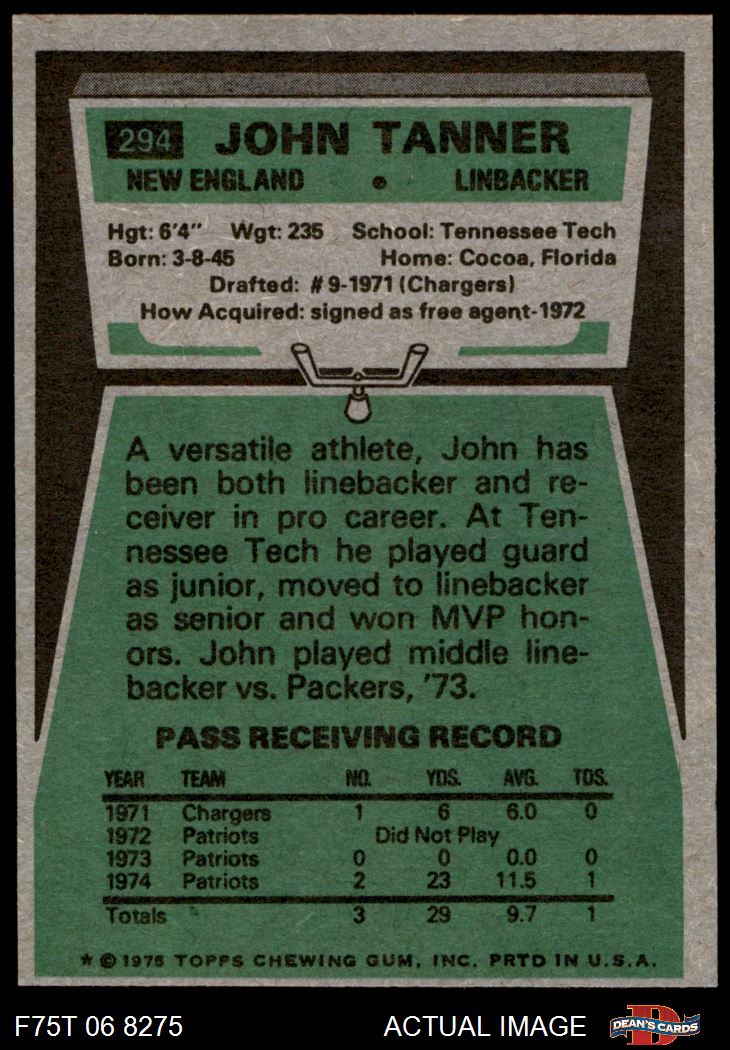 294 JOHN TANNER
NEW ENGLAND • LINBACKER
Hgt: 6'4" Wgt: 235 School: Tennessee Tech
Born: 3-8-45 Home: Cocoa, Florida
Drafted: #9-1971 (Chargers)
How Acquired: signed as free agent-1972
A versatile athlete, John has
been both linebacker and re-
ceiver in pro career. At Ten-
nessee Tech he played guard
as junior, moved to linebacker
as senior and won MVP hon-
ors. John played middle line-
backer vs. Packers, '73.
PASS RECEIVING RECORD
YEAR TEAM NO. YDS. AVG. TDS.
1971 Chargers 1 6 6.0 0
1972 Patriots Did Not Play
1973 Patriots 0 0 0.0 0
1974 Patriots 2 23 11.5 1
Totals 3 29 9.7 1
* © 1975 TOPPS CHEWING GUM, INC. PRTD IN U.S.A.
F75T 06 8275 ACTUAL IMAGE DEAN'S CARDS